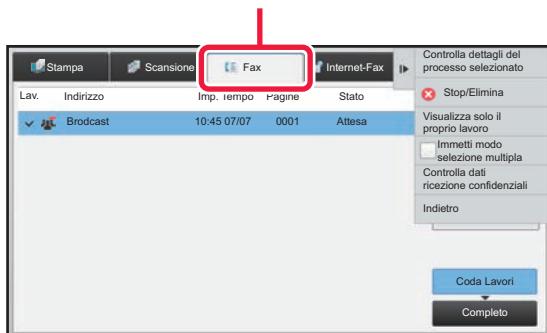 Stampa
Scansione
Fax
Internet-Fax
Lav.
Indirizzo
Imp. Tempo
Pagine
Stato
Brodcast
10:45 07/07
0001
Attesa
Controlla dettagli del
processo selezionato
Stop/Elimina
Visualizza solo il
proprio lavoro
Immetti modo
selezione multipla
Controlla dati
ricezione confidenziali
Indietro
Coda Lavori
Completo